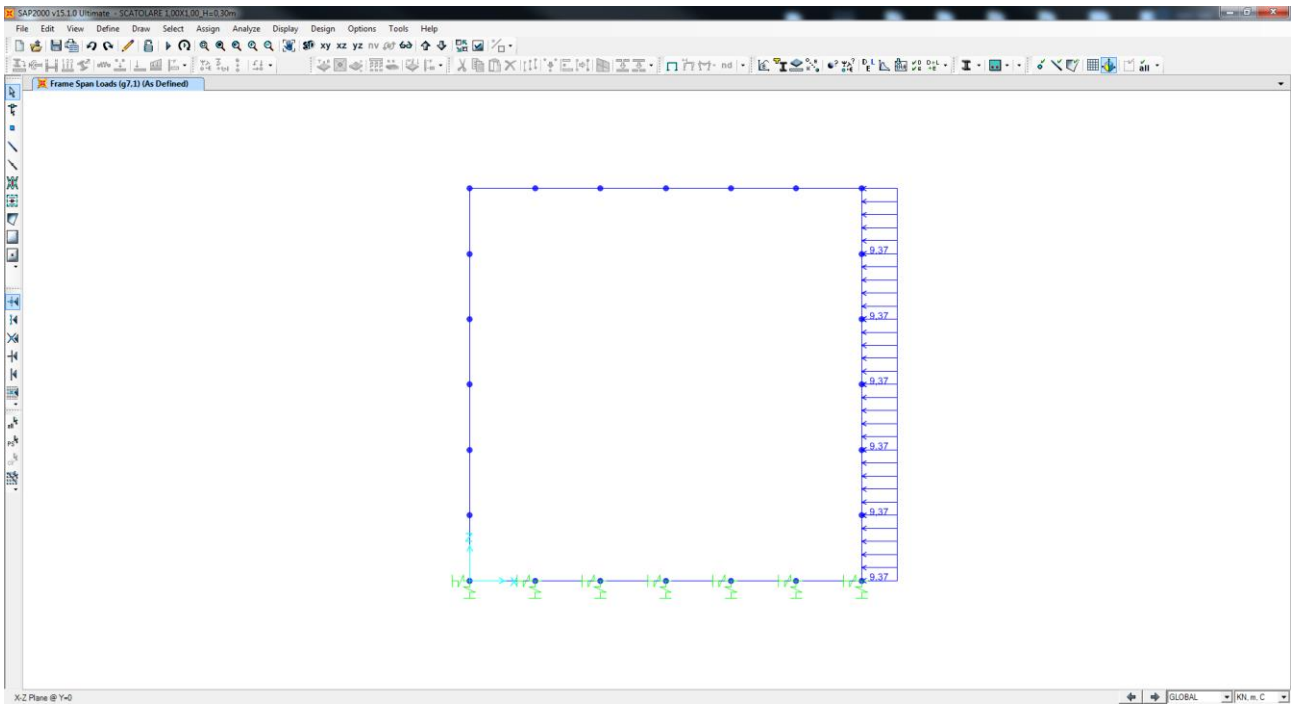 SAP2000 v15.1.0 Ultimate - SCATOLARE 1,00X1,00_H=0,30m
File Edit View Define Draw Select Assign Analyze Display Design Options Tools Help
xy xz yz nv
nd
Frame Span Loads (g7,1) (As Defined)
all
9,37
9,37
9,37
9,37
9,37
9,37
X
X-Z Plane @ Y=0
GLOBAL
KN, m, C